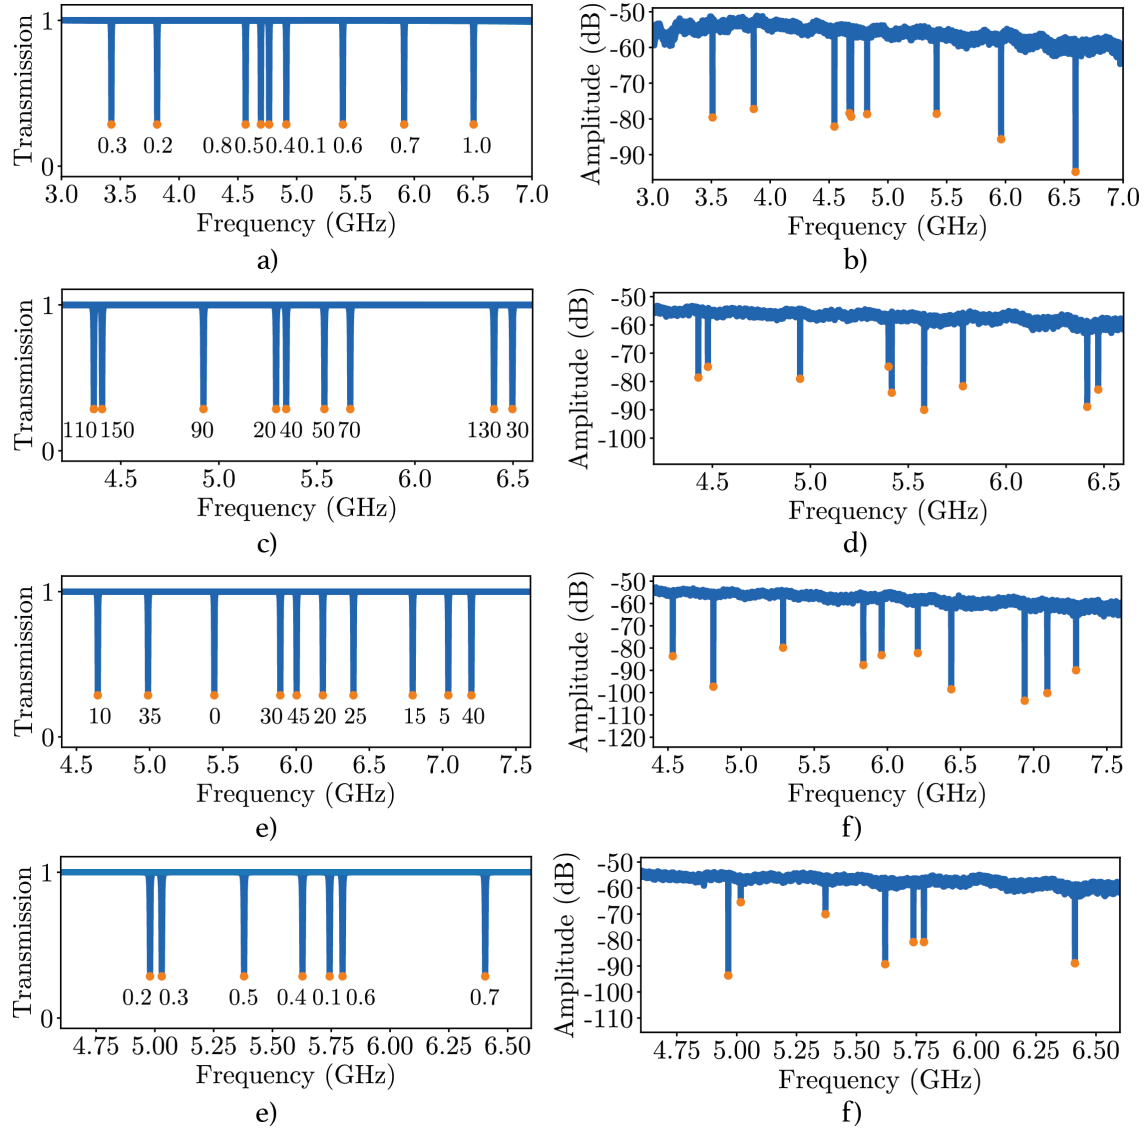 Transmission
1
0
0.3 0.2 0.8 0.5 0.4 0.1 0.6 0.7 1.0
3.0 3.5 4.0 4.5 5.0 5.5 6.0 6.5 7.0
Frequency (GHz)
a)
Amplitude (dB)
-50
-60
-70
-80
-90
3.0 3.5 4.0 4.5 5.0 5.5 6.0 6.5 7.0
Frequency (GHz)
b)
Transmission
1
0
110 150 90 20 40 50 70 130 30
4.5 5.0 5.5 6.0 6.5
Frequency (GHz)
c)
Amplitude (dB)
-50
-60
-70
-80
-90
-100
4.5 5.0 5.5 6.0 6.5
Frequency (GHz)
d)
Transmission
1
0
10 35 0 30 45 20 25 15 5 40
4.5 5.0 5.5 6.0 6.5 7.0 7.5
Frequency (GHz)
e)
Amplitude (dB)
-50
-60
-70
-80
-90
-100
-110
-120
4.5 5.0 5.5 6.0 6.5 7.0 7.5
Frequency (GHz)
f)
Transmission
1
0
0.2 0.3 0.5 0.4 0.1 0.6 0.7
4.75 5.00 5.25 5.50 5.75 6.00 6.25 6.50
Frequency (GHz)
e)
Amplitude (dB)
-50
-60
-70
-80
-90
-100
-110
4.75 5.00 5.25 5.50 5.75 6.00 6.25 6.50
Frequency (GHz)
f)